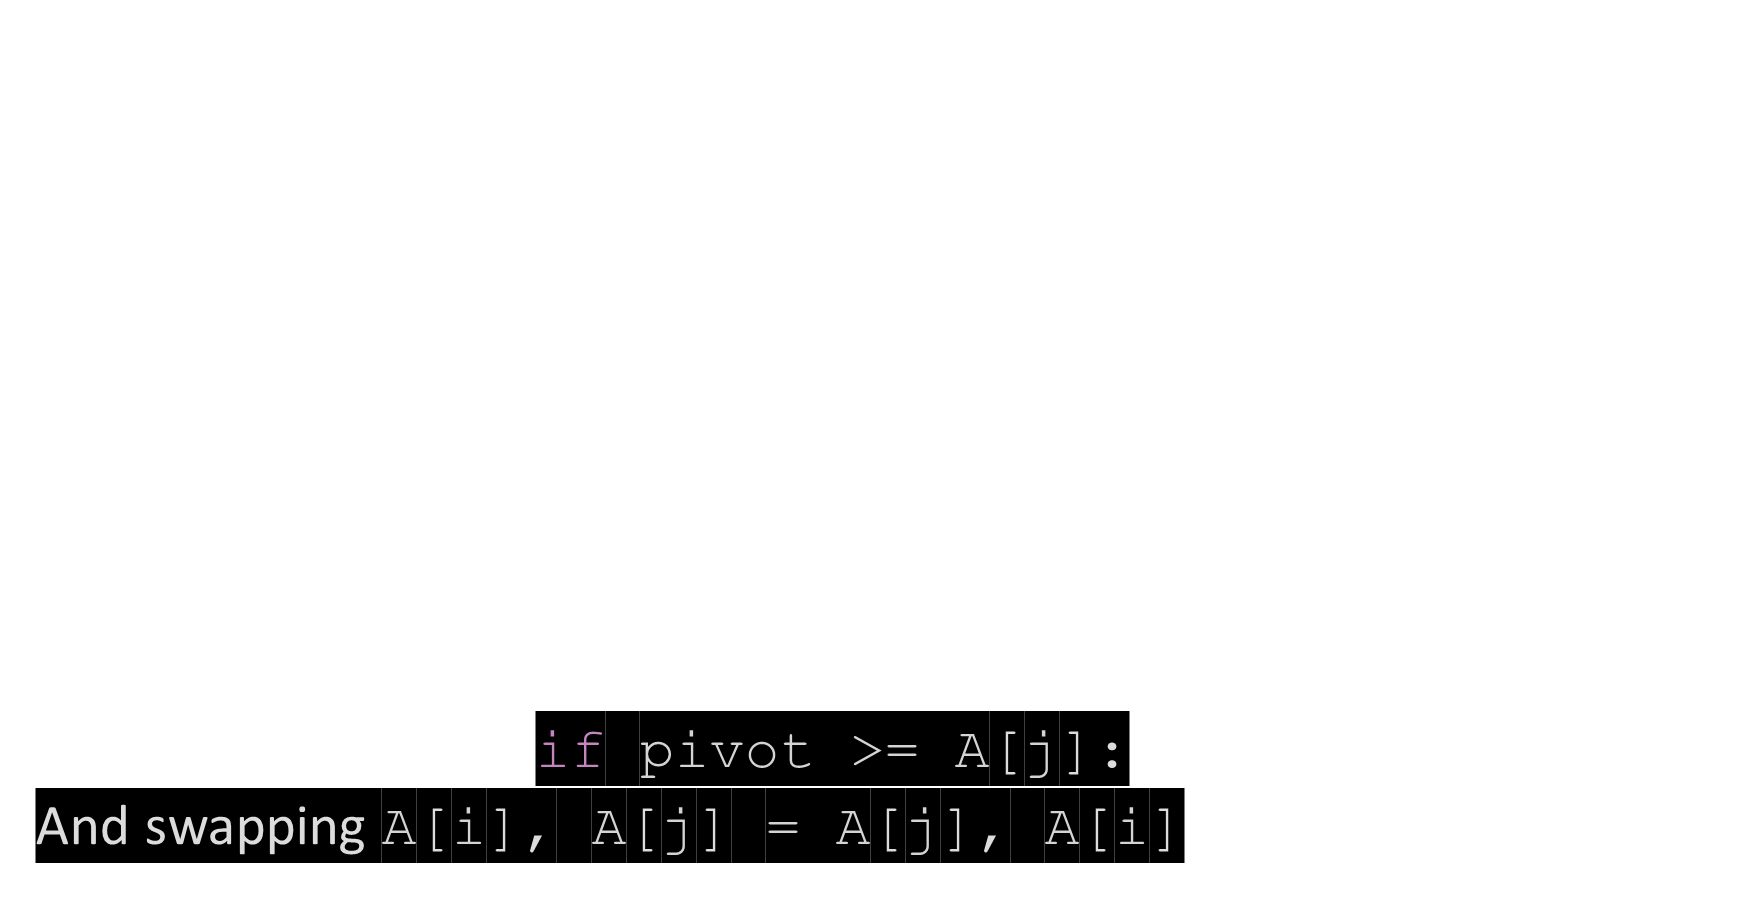 if pivot >= A[j]:
And swapping A[i], A[j] = A[j], A[i]